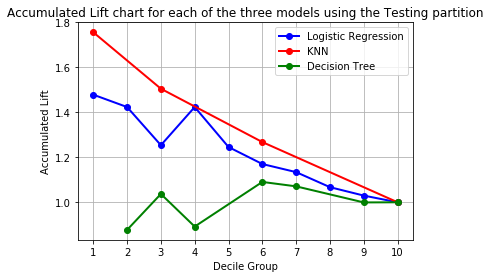 Accumulated Lift chart for each of the three models using the Testing partition
1.8
1.6
1.4
1.2
1.0
Accumulated Lift
Logistic Regression
KNN
Decision Tree
1 2 3 4 5 6 7 8 9 10
Decile Group